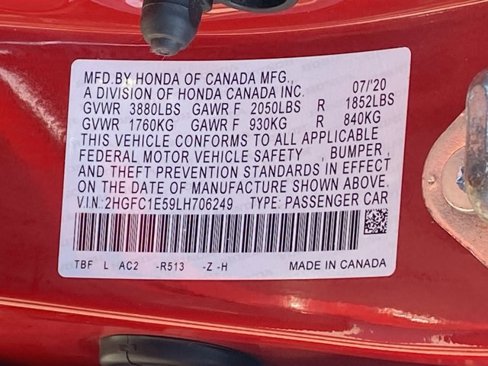 MFD.BY HONDA OF CANADA MFG.,
A DIVISION OF HONDA CANADA INC. 07/'20
GVWR 3880LBS GAWR F 2050LBS R 1852LBS
GVWR 1760KG GAWR F 930KG R 840KG
THIS VEHICLE CONFORMS TO ALL APPLICABLE
FEDERAL MOTOR VEHICLE SAFETY , BUMPER,
AND THEFT PREVENTION STANDARDS IN EFFECT
ON THE DATE OF MANUFACTURE SHOWN ABOVE.
V.I.N.: 2HGFC1E59LH706249 TYPE: PASSENGER CAR
TBF L AC2 -R513 -Z -H MADE IN CANADA